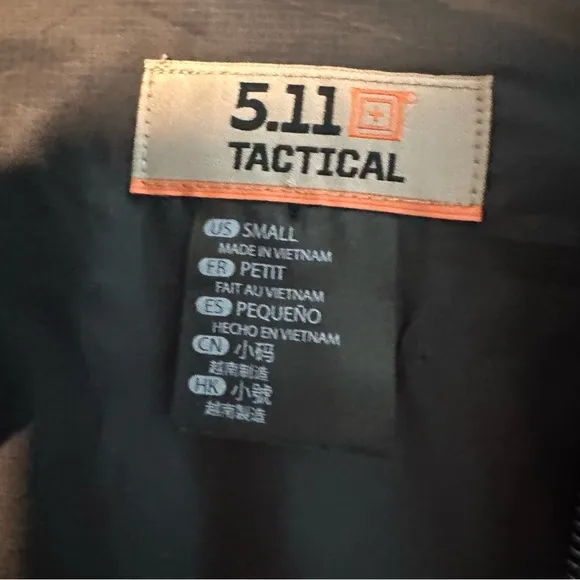 5.11
TACTICAL
US SMALL
MADE IN VIETNAM
FR PETIT
FAIT AU VIETNAM
ES PEQUEÑO
HECHO EN VIETNAM
CN 小码
越南制造
HK 小號
越南製造